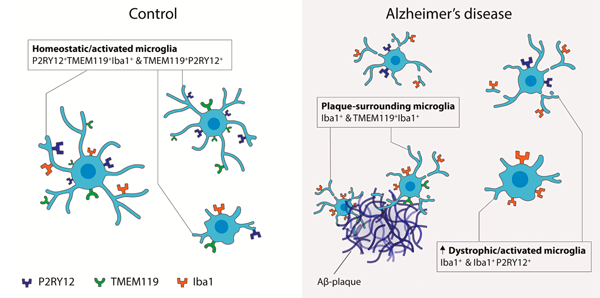 Control
Homeostatic/activated microglia
P2RY12⁺TMEM119⁺Iba1⁺ & TMEM119⁺P2RY12⁺
P2RY12
TMEM119
Iba1
Alzheimer's disease
Plaque-surrounding microglia
Iba1⁺ & TMEM119⁺Iba1⁺
Aβ-plaque
↑ Dystrophic/activated microglia
Iba1⁺ & Iba1⁺P2RY12⁺